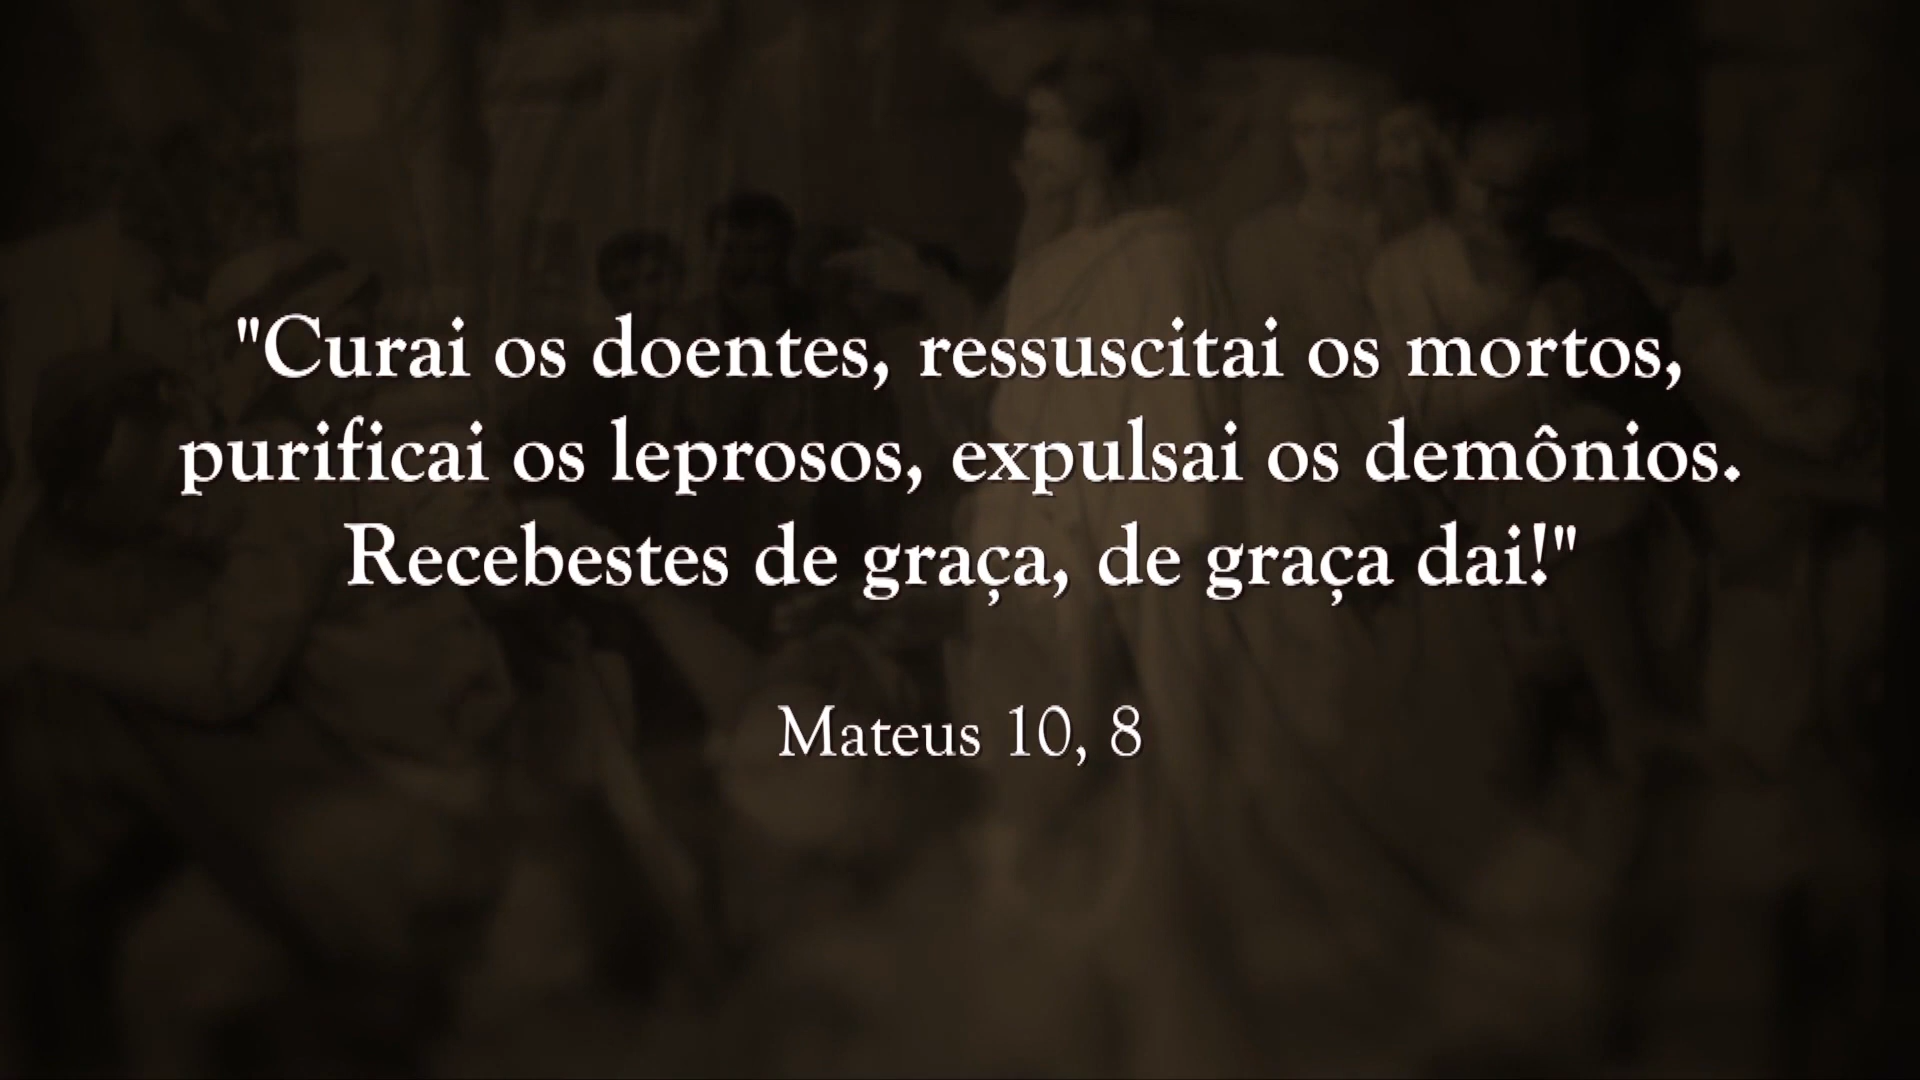 "Curai os doentes, ressuscitai os mortos,
purificai os leprosos, expulsai os demônios.
Recebestes de graça, de graça dai!"
Mateus 10, 8